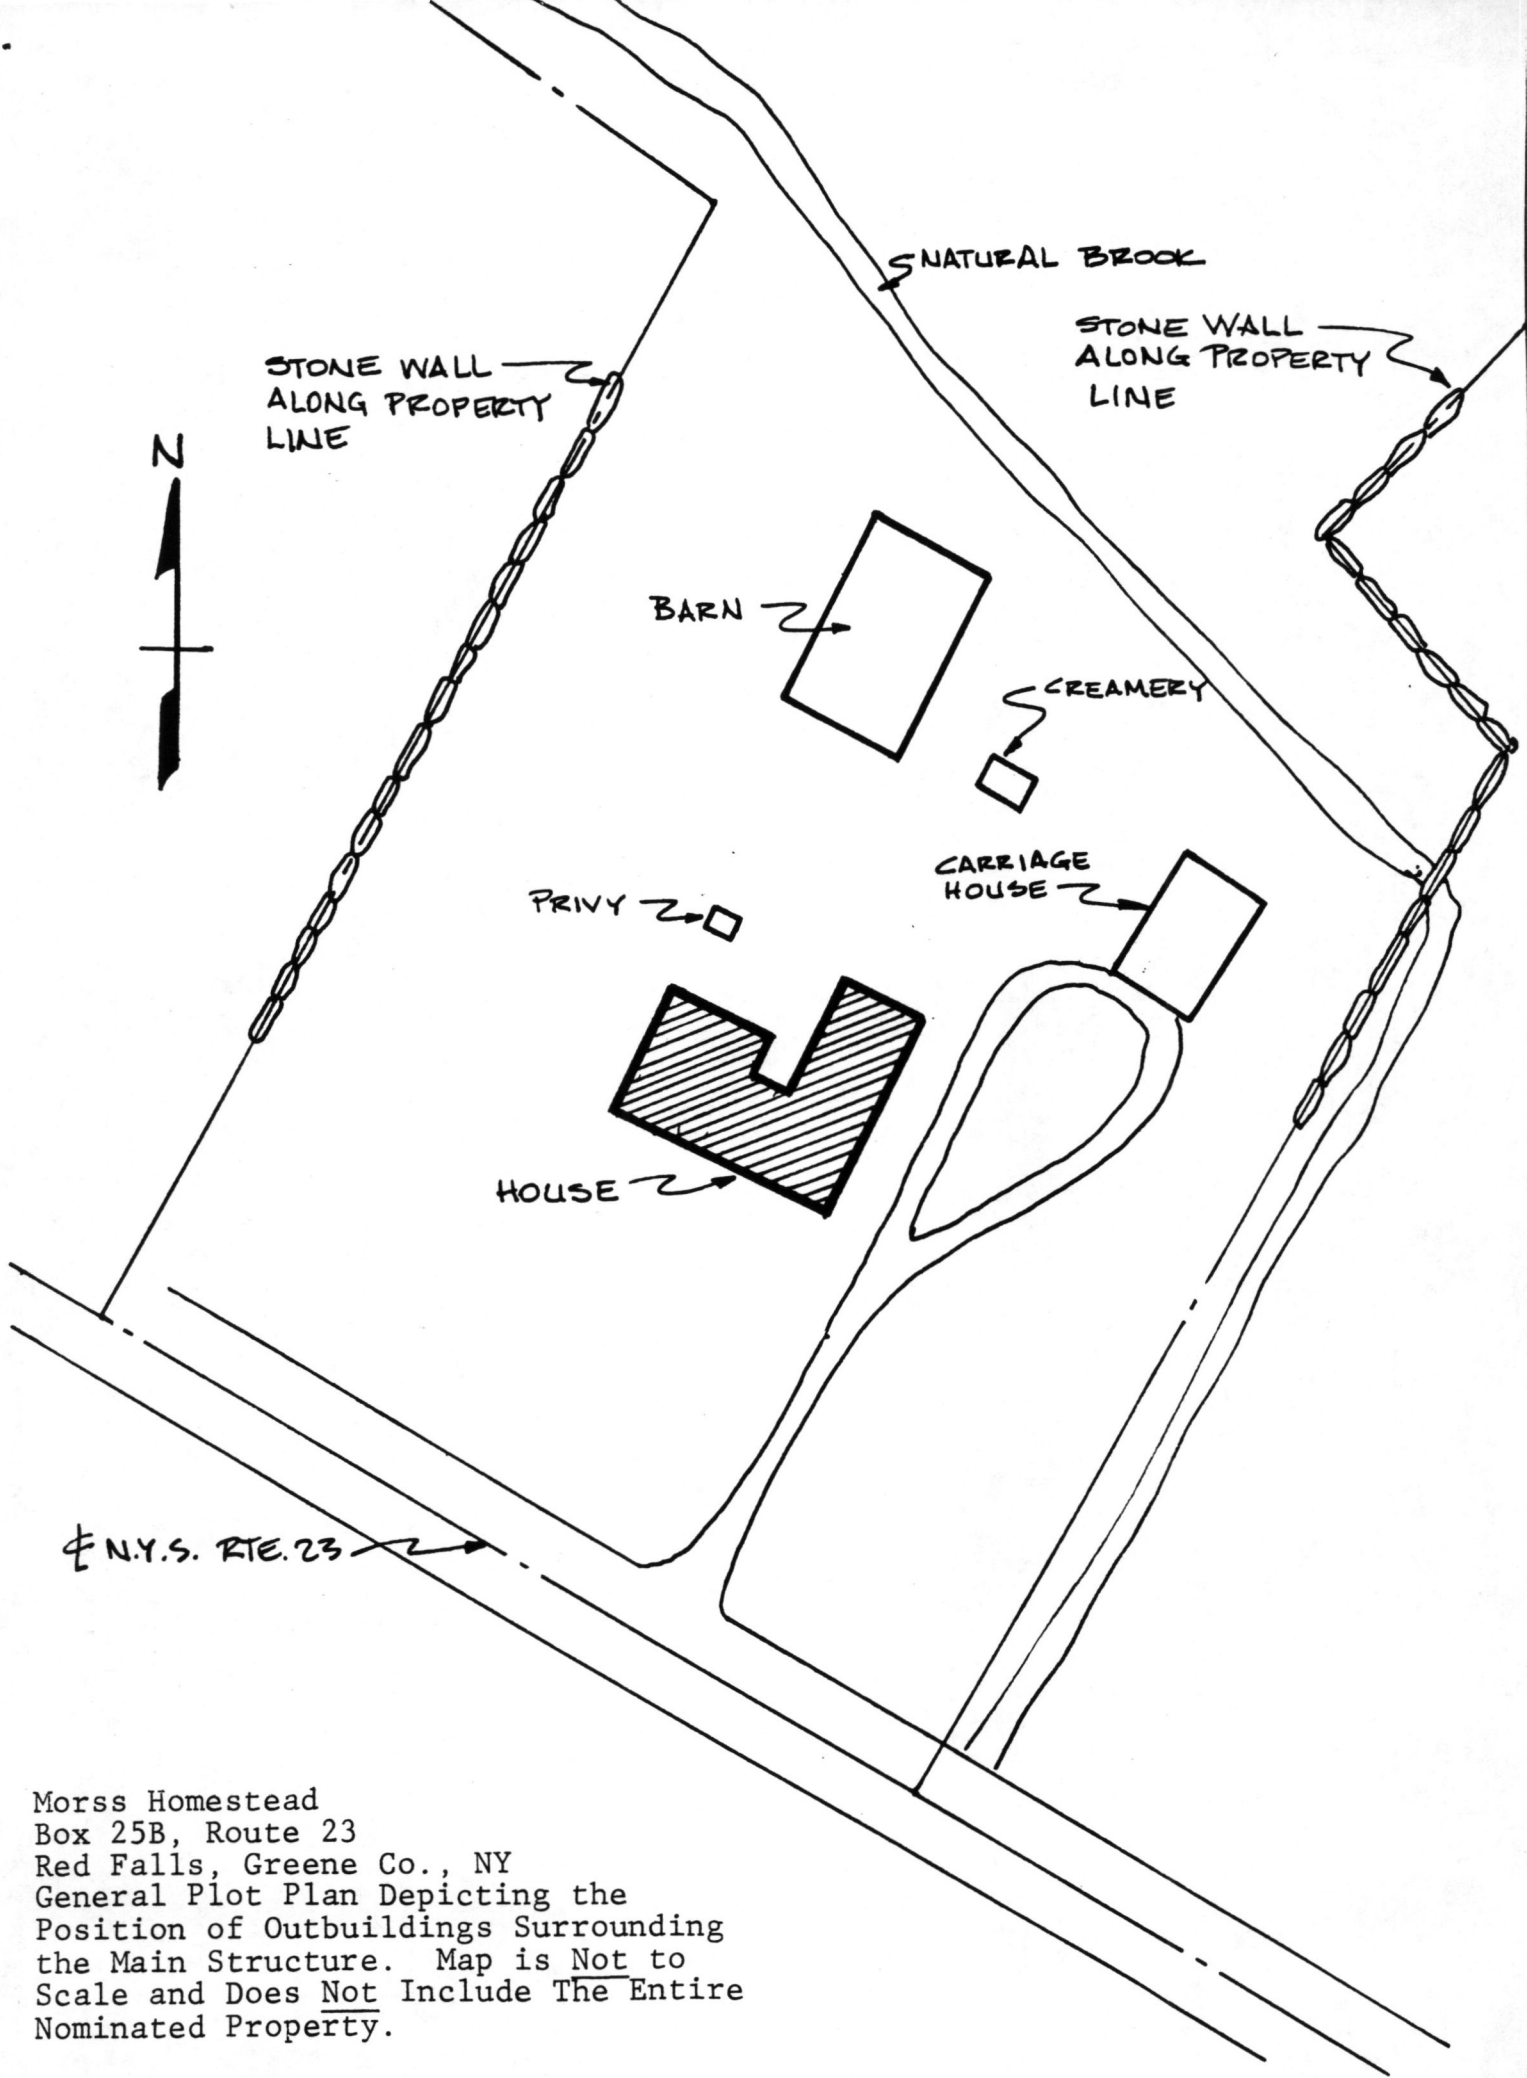 NATURAL BROOK
STONE WALL
ALONG PROPERTY
LINE
STONE WALL
ALONG PROPERTY
LINE
N
BARN
CREAMERY
CARRIAGE
HOUSE
PRIVY
HOUSE
℄ N.Y.S. RTE. 23
Morss Homestead
Box 25B, Route 23
Red Falls, Greene Co., NY
General Plot Plan Depicting the
Position of Outbuildings Surrounding
the Main Structure. Map is Not to
Scale and Does Not Include The Entire
Nominated Property.